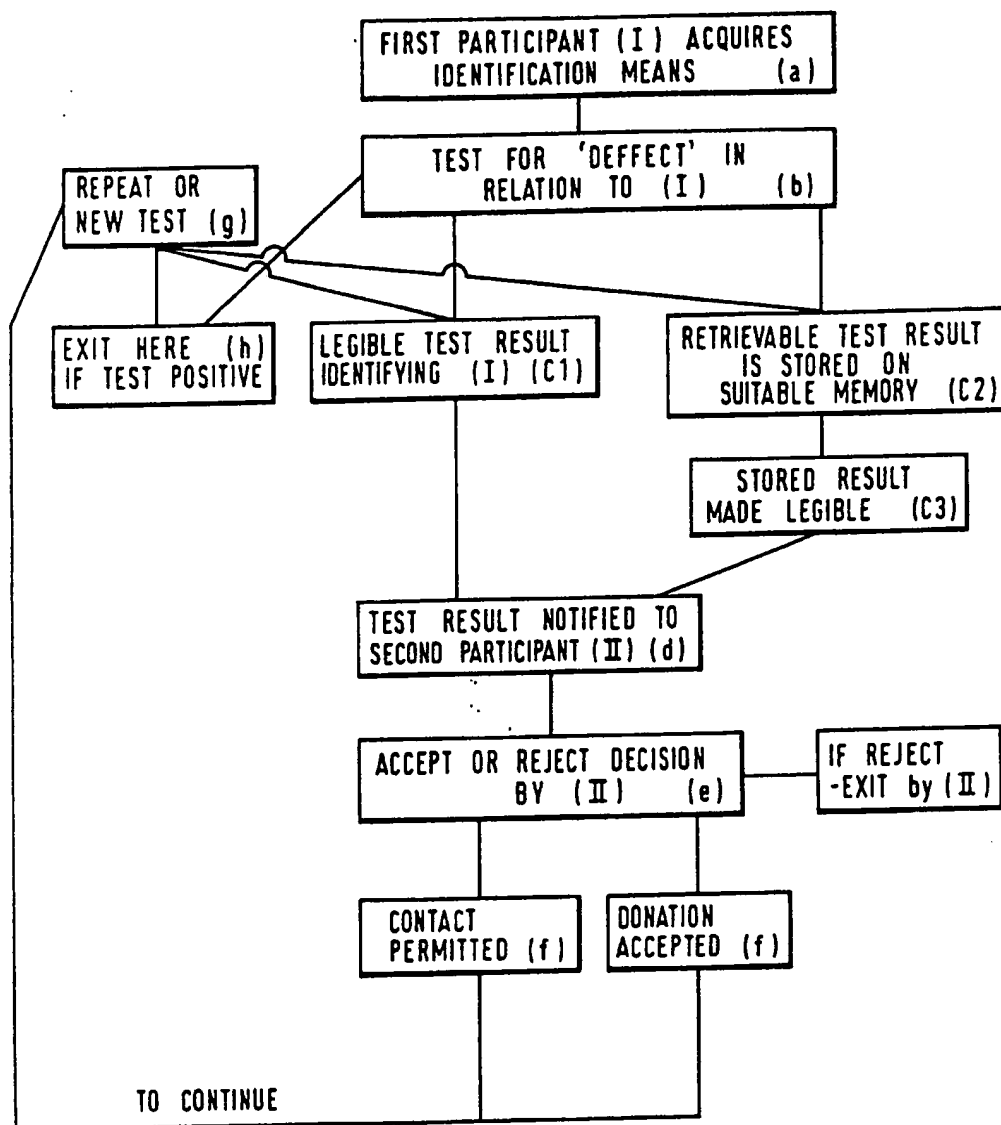 FIRST PARTICIPANT (I) ACQUIRES
IDENTIFICATION MEANS (a)
TEST FOR 'DEFFECT' IN
RELATION TO (I) (b)
REPEAT OR
NEW TEST (g)
EXIT HERE (h)
IF TEST POSITIVE
LEGIBLE TEST RESULT
IDENTIFYING (I) (C1)
RETRIEVABLE TEST RESULT
IS STORED ON
SUITABLE MEMORY (C2)
STORED RESULT
MADE LEGIBLE (C3)
TEST RESULT NOTIFIED TO
SECOND PARTICIPANT (II) (d)
ACCEPT OR REJECT DECISION
BY (II) (e)
IF REJECT
-EXIT by (II)
CONTACT
PERMITTED (f)
DONATION
ACCEPTED (f)
TO CONTINUE